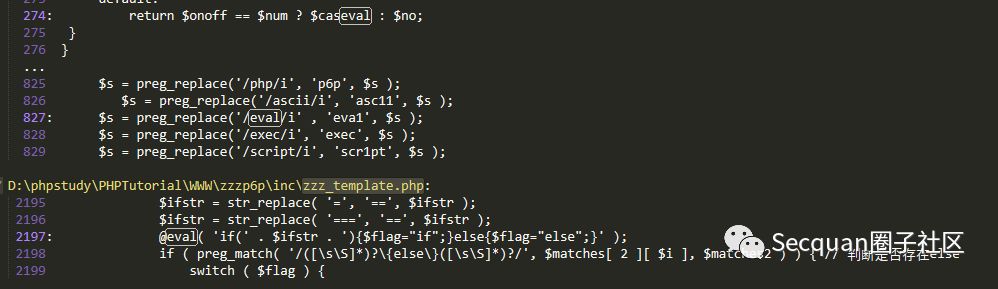 default:
274:            return $onoff == $num ? $caseval : $no;
275    }
276   }
...
825        $s = preg_replace('/php/i', 'p6p', $s );
826           $s = preg_replace('/ascii/i', 'asc11', $s );
827:       $s = preg_replace('/eval/i' , 'eva1', $s );
828        $s = preg_replace('/exec/i', 'exec', $s );
829        $s = preg_replace('/script/i', 'scr1pt', $s );
D:\phpstudy\PHPTutorial\WWW\zzzp6p\inc\zzz_template.php:
2195                $ifstr = str_replace( '=', '==', $ifstr );
2196                $ifstr = str_replace( '===', '==', $ifstr );
2197:               @eval( 'if(' . $ifstr . '){$flag="if";}else{$flag="else";}' );
2198                if ( preg_match( '/([\s\S]*)?\{else\}([\s\S]*)?/', $matches[ 2 ][ $i ], $matches2 ) ) { // 判断是否存在else
2199                    switch ( $flag ) {
Secquan圈子社区